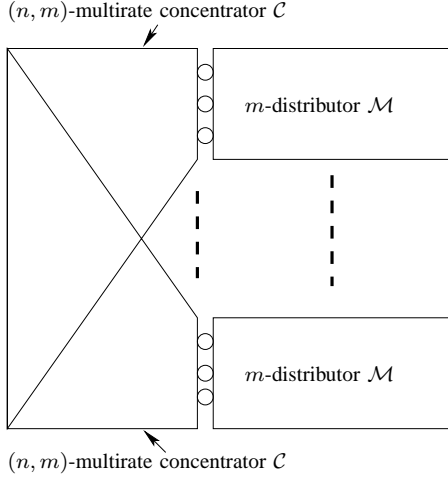 (n, m)-multirate concentrator 𝒞
m-distributor ℳ
m-distributor ℳ
(n, m)-multirate concentrator 𝒞